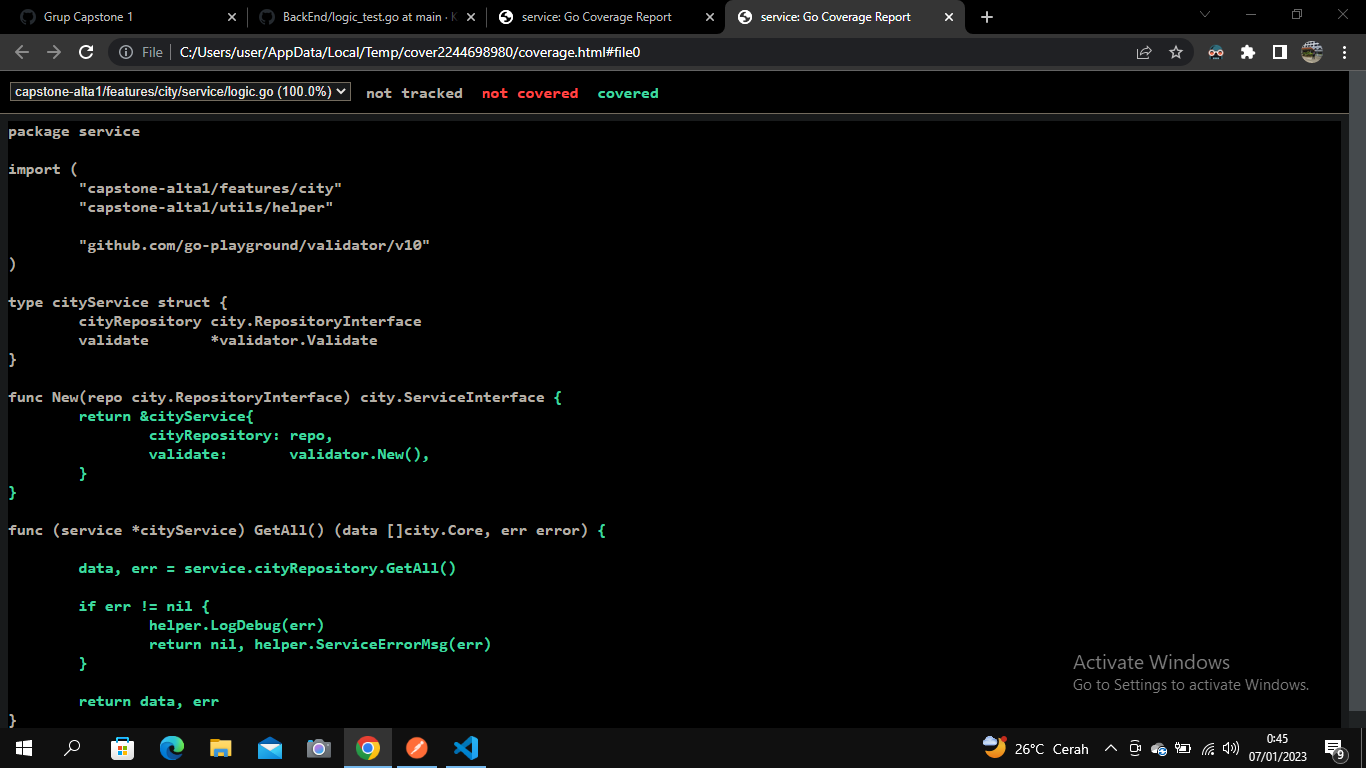 Grup Capstone 1
BackEnd/logic_test.go at main · K
service: Go Coverage Report
service: Go Coverage Report
File
C:/Users/user/AppData/Local/Temp/cover2244698980/coverage.html#file0
capstone-alta1/features/city/service/logic.go (100.0%)
not tracked not covered covered
package service
import (
"capstone-alta1/features/city"
"capstone-alta1/utils/helper"
"github.com/go-playground/validator/v10"
)
type cityService struct {
cityRepository city.RepositoryInterface
validate *validator.Validate
}
func New(repo city.RepositoryInterface) city.ServiceInterface {
return &cityService{
cityRepository: repo,
validate: validator.New(),
}
}
func (service *cityService) GetAll() (data []city.Core, err error) {
data, err = service.cityRepository.GetAll()
if err != nil {
helper.LogDebug(err)
return nil, helper.ServiceErrorMsg(err)
}
return data, err
}
Activate Windows
Go to Settings to activate Windows.
26°C Cerah
0:45
07/01/2023
9